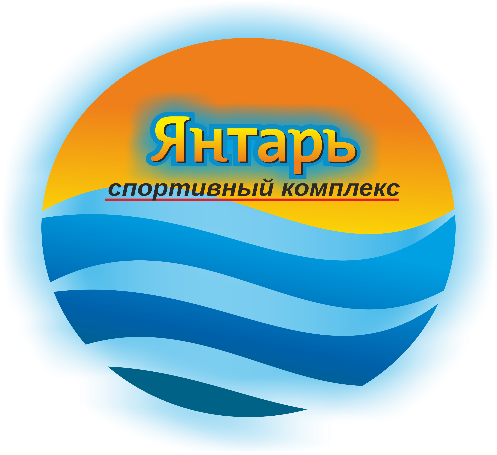 Янтарь
спортивный комплекс